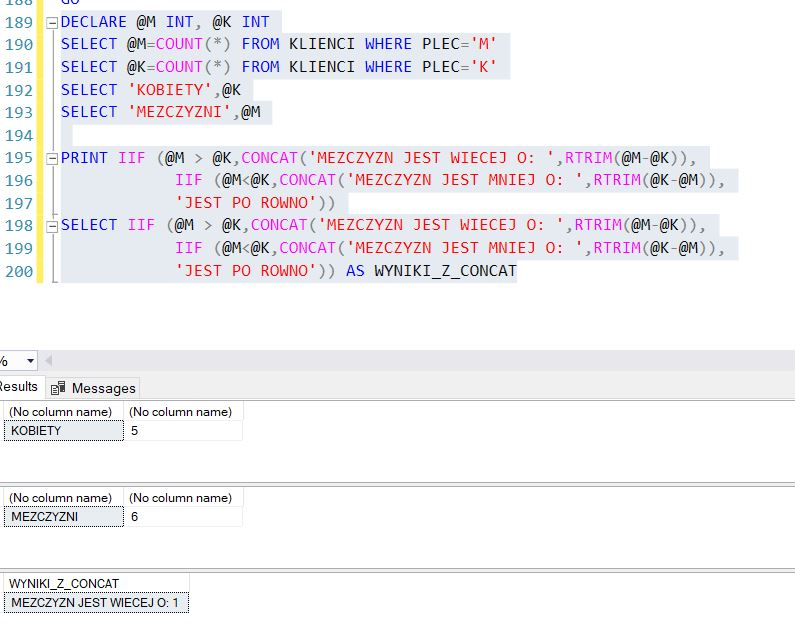 188 GO
189 DECLARE @M INT, @K INT
190 SELECT @M=COUNT(*) FROM KLIENCI WHERE PLEC='M'
191 SELECT @K=COUNT(*) FROM KLIENCI WHERE PLEC='K'
192 SELECT 'KOBIETY',@K
193 SELECT 'MEZCZYZNI',@M
194
195 PRINT IIF (@M > @K,CONCAT('MEZCZYZN JEST WIECEJ O: ',RTRIM(@M-@K)),
196 IIF (@M<@K,CONCAT('MEZCZYZN JEST MNIEJ O: ',RTRIM(@K-@M)),
197 'JEST PO ROWNO'))
198 SELECT IIF (@M > @K,CONCAT('MEZCZYZN JEST WIECEJ O: ',RTRIM(@M-@K)),
199 IIF (@M<@K,CONCAT('MEZCZYZN JEST MNIEJ O: ',RTRIM(@K-@M)),
200 'JEST PO ROWNO')) AS WYNIKI_Z_CONCAT
%
Results Messages
(No column name) (No column name)
KOBIETY 5
(No column name) (No column name)
MEZCZYZNI 6
WYNIKI_Z_CONCAT
MEZCZYZN JEST WIECEJ O: 1